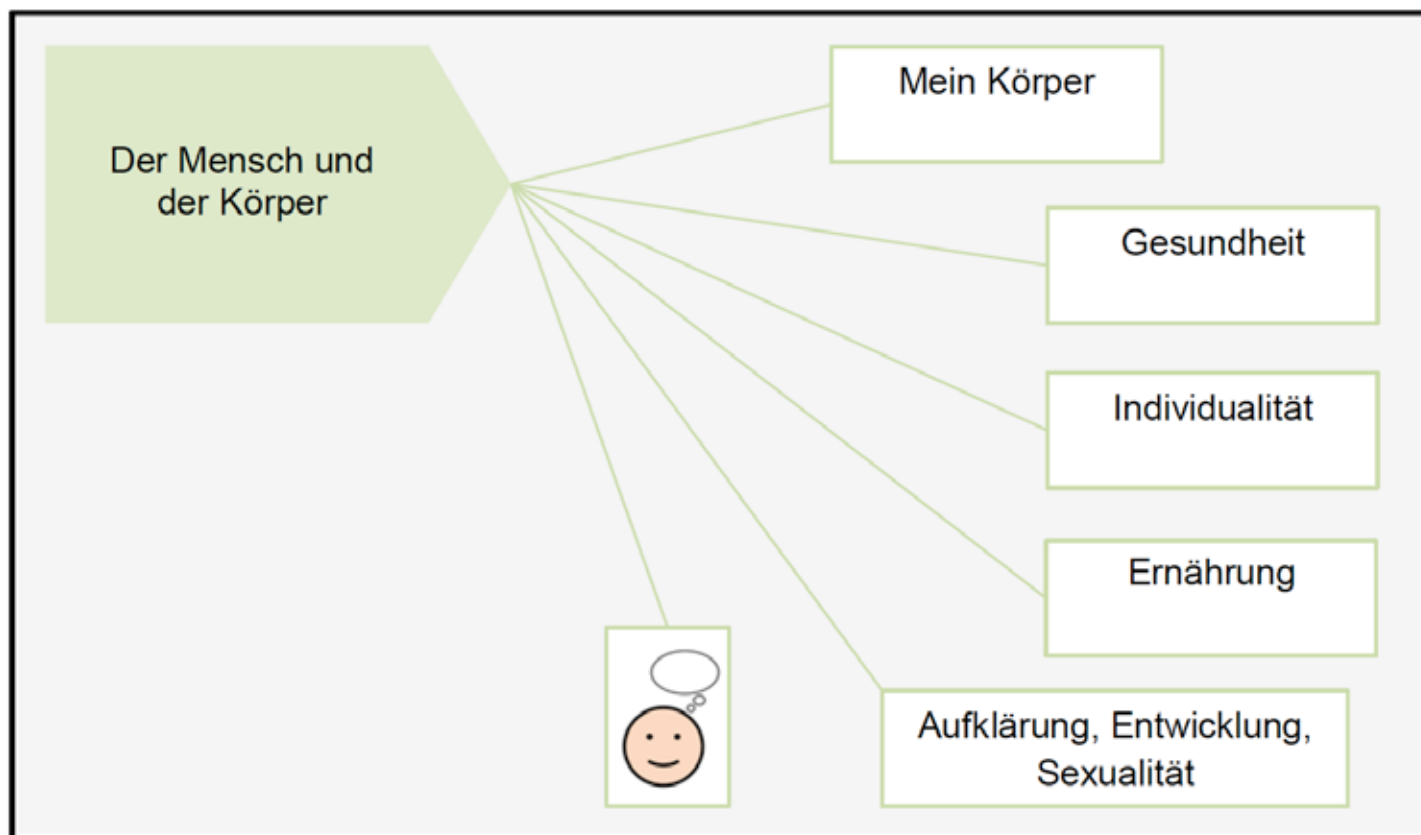 Der Mensch und
der Körper
Mein Körper
Gesundheit
Individualität
Ernährung
Aufklärung, Entwicklung,
Sexualität